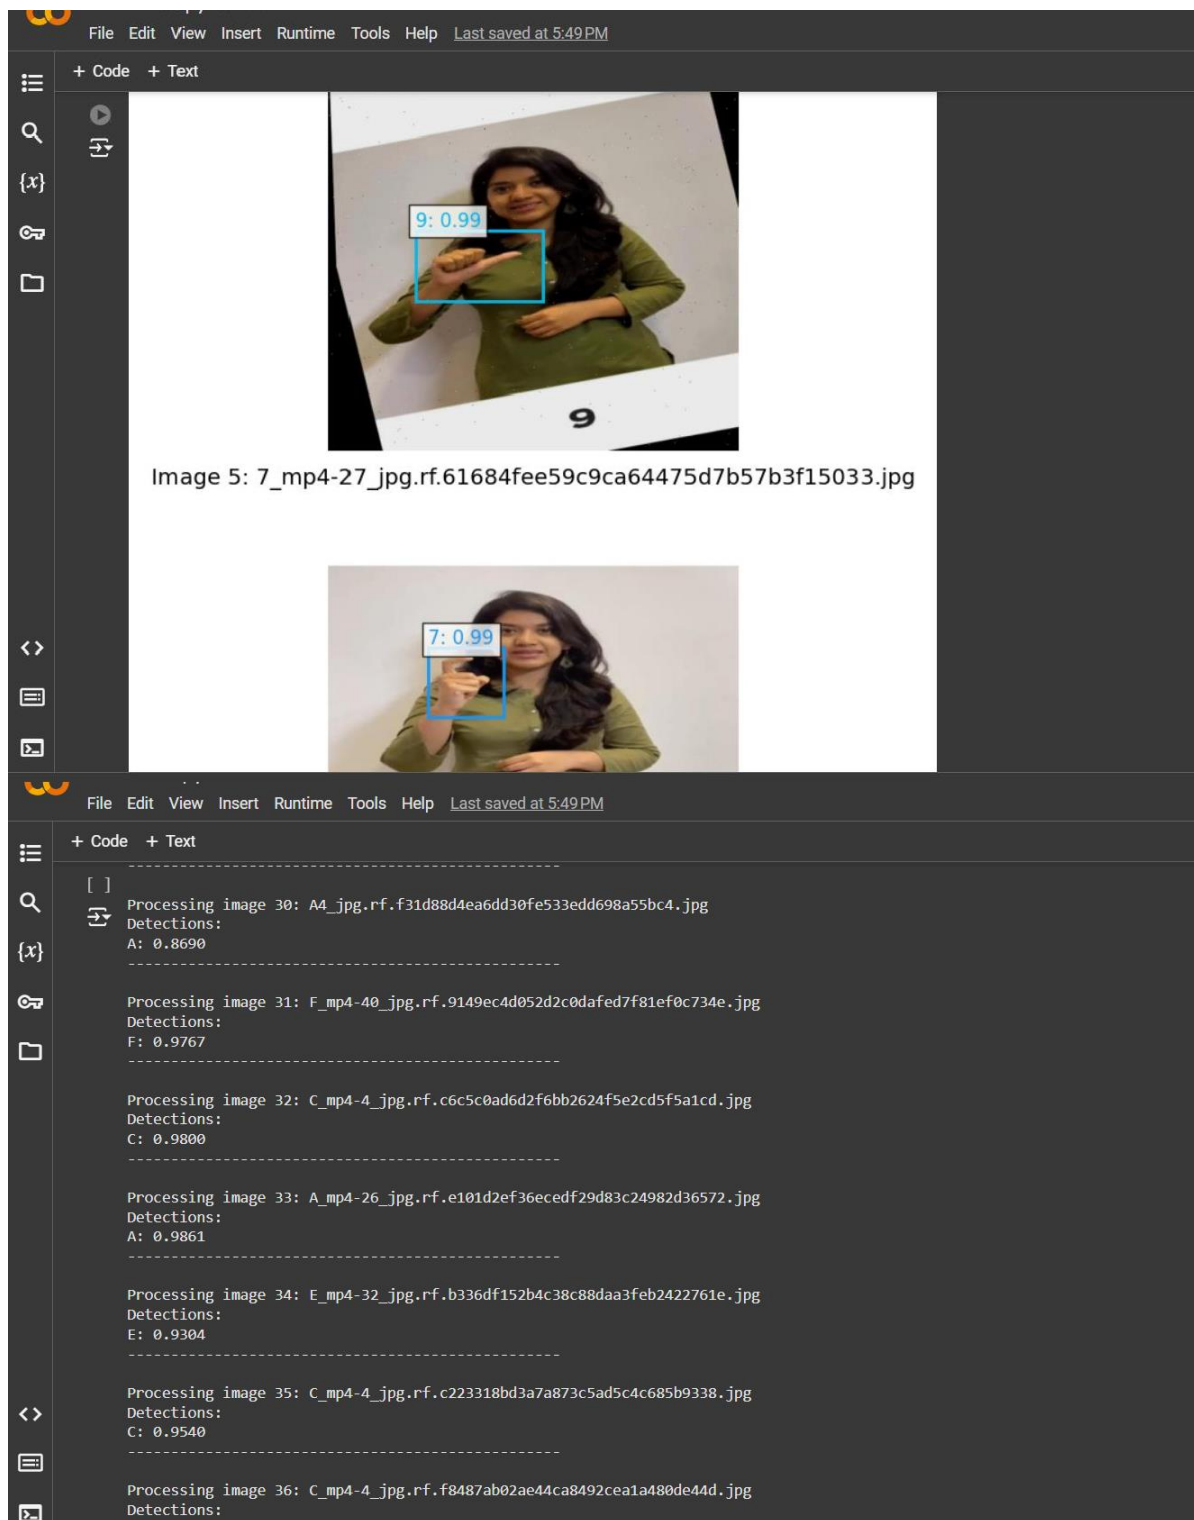 File Edit View Insert Runtime Tools Help Last saved at 5:49 PM
+ Code + Text
{x}
9: 0.99
9
Image 5: 7_mp4-27_jpg.rf.61684fee59c9ca64475d7b57b3f15033.jpg
7: 0.99
File Edit View Insert Runtime Tools Help Last saved at 5:49 PM
+ Code + Text
--------------------------------------------------
[ ]
Processing image 30: A4_jpg.rf.f31d88d4ea6dd30fe533edd698a55bc4.jpg
Detections:
A: 0.8690
--------------------------------------------------
{x}
Processing image 31: F_mp4-40_jpg.rf.9149ec4d052d2c0dafed7f81ef0c734e.jpg
Detections:
F: 0.9767
--------------------------------------------------
Processing image 32: C_mp4-4_jpg.rf.c6c5c0ad6d2f6bb2624f5e2cd5f5a1cd.jpg
Detections:
C: 0.9800
--------------------------------------------------
Processing image 33: A_mp4-26_jpg.rf.e101d2ef36ecedf29d83c24982d36572.jpg
Detections:
A: 0.9861
--------------------------------------------------
Processing image 34: E_mp4-32_jpg.rf.b336df152b4c38c88daa3feb2422761e.jpg
Detections:
E: 0.9304
--------------------------------------------------
Processing image 35: C_mp4-4_jpg.rf.c223318bd3a7a873c5ad5c4c685b9338.jpg
Detections:
C: 0.9540
--------------------------------------------------
Processing image 36: C_mp4-4_jpg.rf.f8487ab02ae44ca8492cea1a480de44d.jpg
Detections: